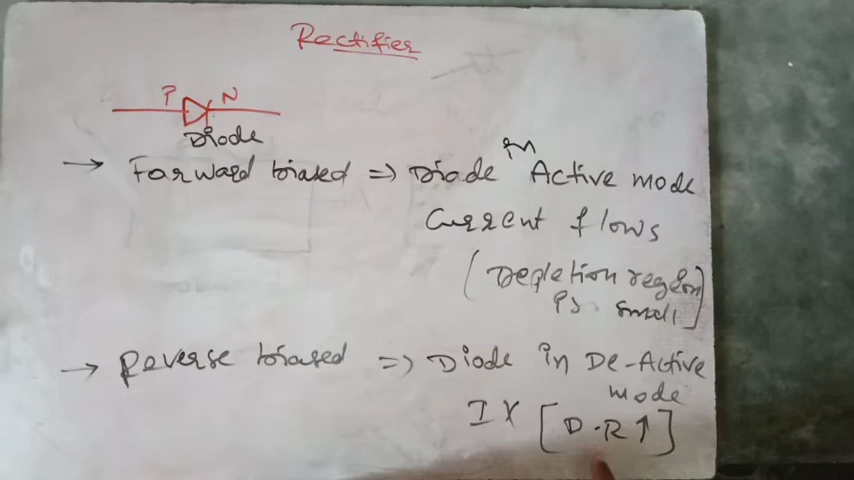 Rectifier
P N
Diode
→ Forward biased => Diode in Active mode
Current flows
(Depletion region
is small]
→ Reverse biased => Diode in De-Active
mode
I X [D.R↑]